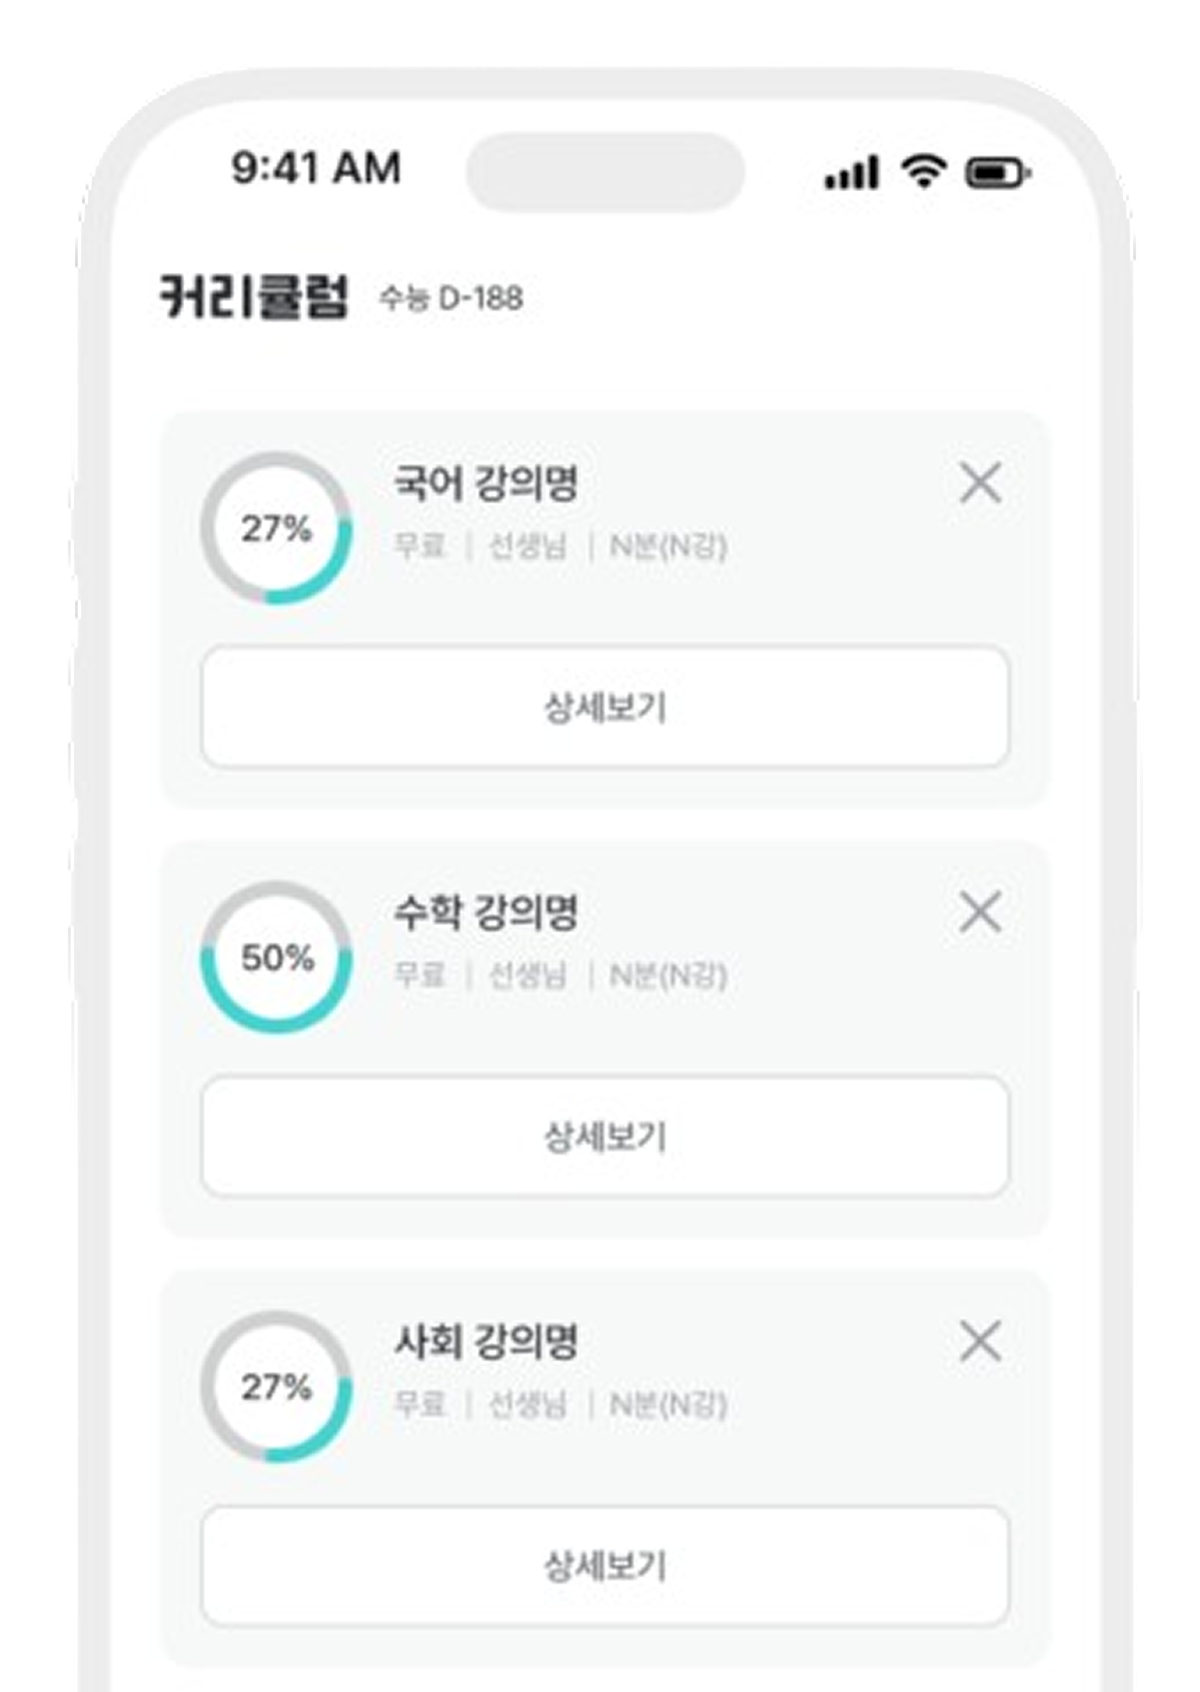 9:41 AM
커리큘럼 수능 D-188
27%
국어 강의명
무료 | 선생님 | N분(N강)
상세보기
50%
수학 강의명
무료 | 선생님 | N분(N강)
상세보기
27%
사회 강의명
무료 | 선생님 | N분(N강)
상세보기